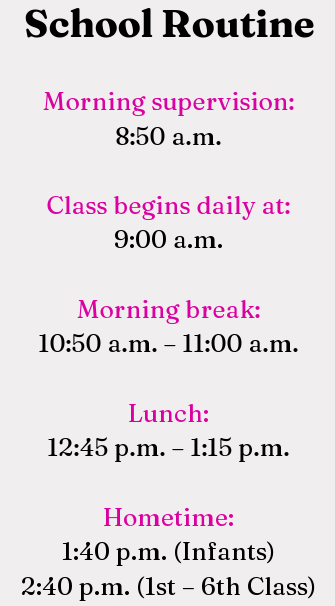 School Routine
Morning supervision:
8:50 a.m.
Class begins daily at:
9:00 a.m.
Morning break:
10:50 a.m. – 11:00 a.m.
Lunch:
12:45 p.m. – 1:15 p.m.
Hometime:
1:40 p.m. (Infants)
2:40 p.m. (1st – 6th Class)